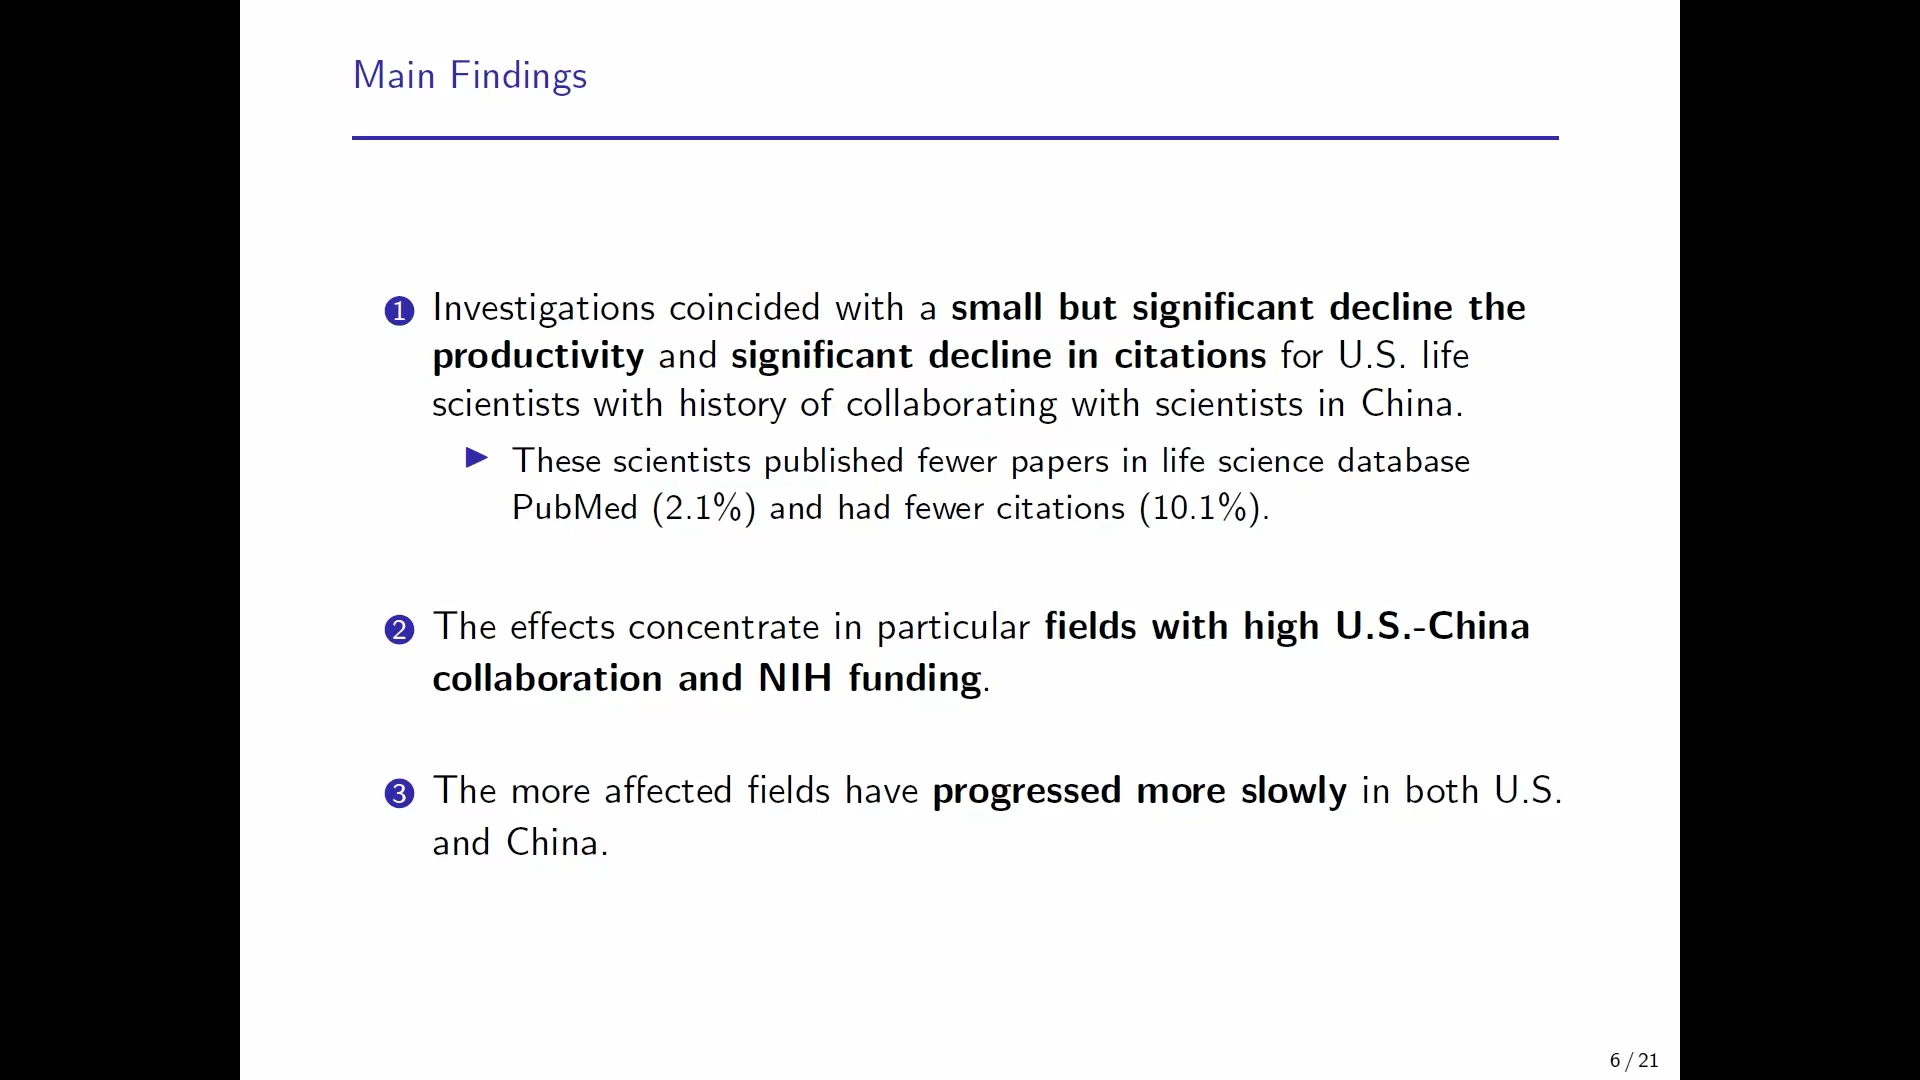 Main Findings
1 Investigations coincided with a small but significant decline the
productivity and significant decline in citations for U.S. life
scientists with history of collaborating with scientists in China.
▶ These scientists published fewer papers in life science database
PubMed (2.1%) and had fewer citations (10.1%).
2 The effects concentrate in particular fields with high U.S.-China
collaboration and NIH funding.
3 The more affected fields have progressed more slowly in both U.S.
and China.
6 / 21